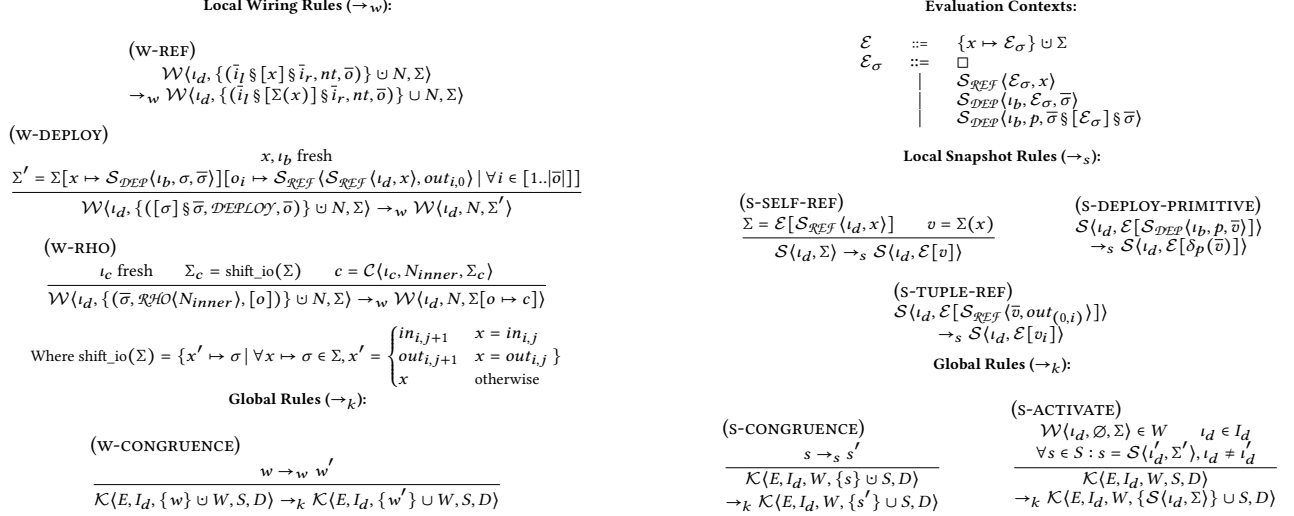 Local Wiring Rules (→w):
(W-REF)
𝒲⟨ι_d, {(i̅_l § [x] § i̅_r, nt, o̅)} ⊍ N, Σ⟩
→w 𝒲⟨ι_d, {(i̅_l § [Σ(x)] § i̅_r, nt, o̅)} ∪ N, Σ⟩
(W-DEPLOY)
x, ι_b fresh
Σ′ = Σ[x ↦ 𝒮_DEP⟨ι_b, σ, σ̅⟩][o_i ↦ 𝒮_REF⟨𝒮_REF⟨ι_d, x⟩, out_{i,0}⟩ | ∀i ∈ [1..|o̅|]]
𝒲⟨ι_d, {([σ] § σ̅, DEPLOY, o̅)} ⊍ N, Σ⟩ →w 𝒲⟨ι_d, N, Σ′⟩
(W-RHO)
ι_c fresh Σ_c = shift_io(Σ) c = 𝒞⟨ι_c, N_inner, Σ_c⟩
𝒲⟨ι_d, {(σ̅, RHO⟨N_inner⟩, [o])} ⊍ N, Σ⟩ →w 𝒲⟨ι_d, N, Σ[o ↦ c]⟩
Where shift_io(Σ) = {x′ ↦ σ | ∀x ↦ σ ∈ Σ, x′ = { in_{i,j+1} x = in_{i,j}
out_{i,j+1} x = out_{i,j} }
x otherwise
Global Rules (→k):
(W-CONGRUENCE)
w →w w′
𝒦⟨E, I_d, {w} ⊍ W, S, D⟩ →k 𝒦⟨E, I_d, {w′} ∪ W, S, D⟩
Evaluation Contexts:
ℰ ::= {x ↦ ℰ_σ} ⊍ Σ
ℰ_σ ::= □
| 𝒮_REF⟨ℰ_σ, x⟩
| 𝒮_DEP⟨ι_b, ℰ_σ, σ̅⟩
| 𝒮_DEP⟨ι_b, p, σ̅ § [ℰ_σ] § σ̅⟩
Local Snapshot Rules (→s):
(S-SELF-REF)
Σ = ℰ[𝒮_REF⟨ι_d, x⟩] v = Σ(x)
𝒮⟨ι_d, Σ⟩ →s 𝒮⟨ι_d, ℰ[v]⟩
(S-DEPLOY-PRIMITIVE)
𝒮⟨ι_d, ℰ[𝒮_DEP⟨ι_b, p, v̅⟩]⟩
→s 𝒮⟨ι_d, ℰ[δ_p(v̅)]⟩
(S-TUPLE-REF)
𝒮⟨ι_d, ℰ[𝒮_REF⟨v̅, out_(0,i)⟩]⟩
→s 𝒮⟨ι_d, ℰ[v_i]⟩
Global Rules (→k):
(S-CONGRUENCE)
s →s s′
𝒦⟨E, I_d, W, {s} ⊍ S, D⟩
→k 𝒦⟨E, I_d, W, {s′} ∪ S, D⟩
(S-ACTIVATE)
𝒲⟨ι_d, ∅, Σ⟩ ∈ W ι_d ∈ I_d
∀s ∈ S : s = 𝒮⟨ι′_d, Σ′⟩, ι_d ≠ ι′_d
𝒦⟨E, I_d, W, S, D⟩
→k 𝒦⟨E, I_d, W, {𝒮⟨ι_d, Σ⟩} ∪ S, D⟩